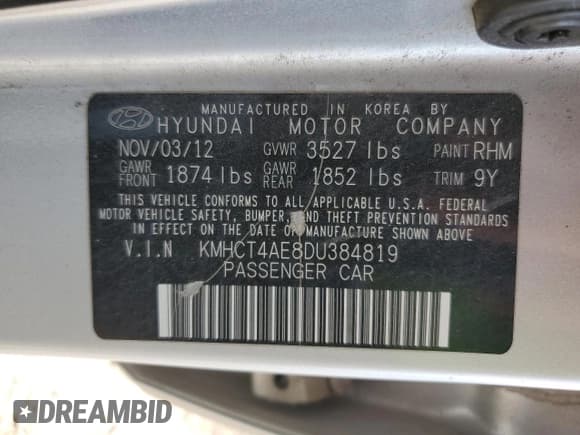 MANUFACTURED IN KOREA BY
HYUNDAI MOTOR COMPANY
NOV/03/12 GVWR 3527 lbs PAINT RHM
GAWR FRONT 1874 lbs GAWR REAR 1852 lbs TRIM 9Y
THIS VEHICLE CONFORMS TO ALL APPLICABLE U.S.A. FEDERAL
MOTOR VEHICLE SAFETY, BUMPER, AND THEFT PREVENTION STANDARDS
IN EFFECT ON THE DATE OF MANUFACTURE SHOWN ABOVE
V.I.N KMHCT4AE8DU384819
PASSENGER CAR
DREAMBID